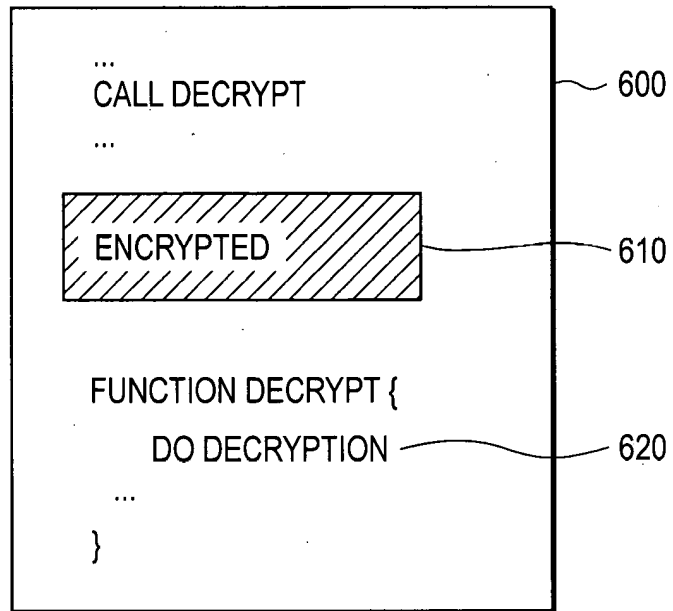 ...
CALL DECRYPT
...
600
ENCRYPTED
610
FUNCTION DECRYPT {
DO DECRYPTION
620
...
}